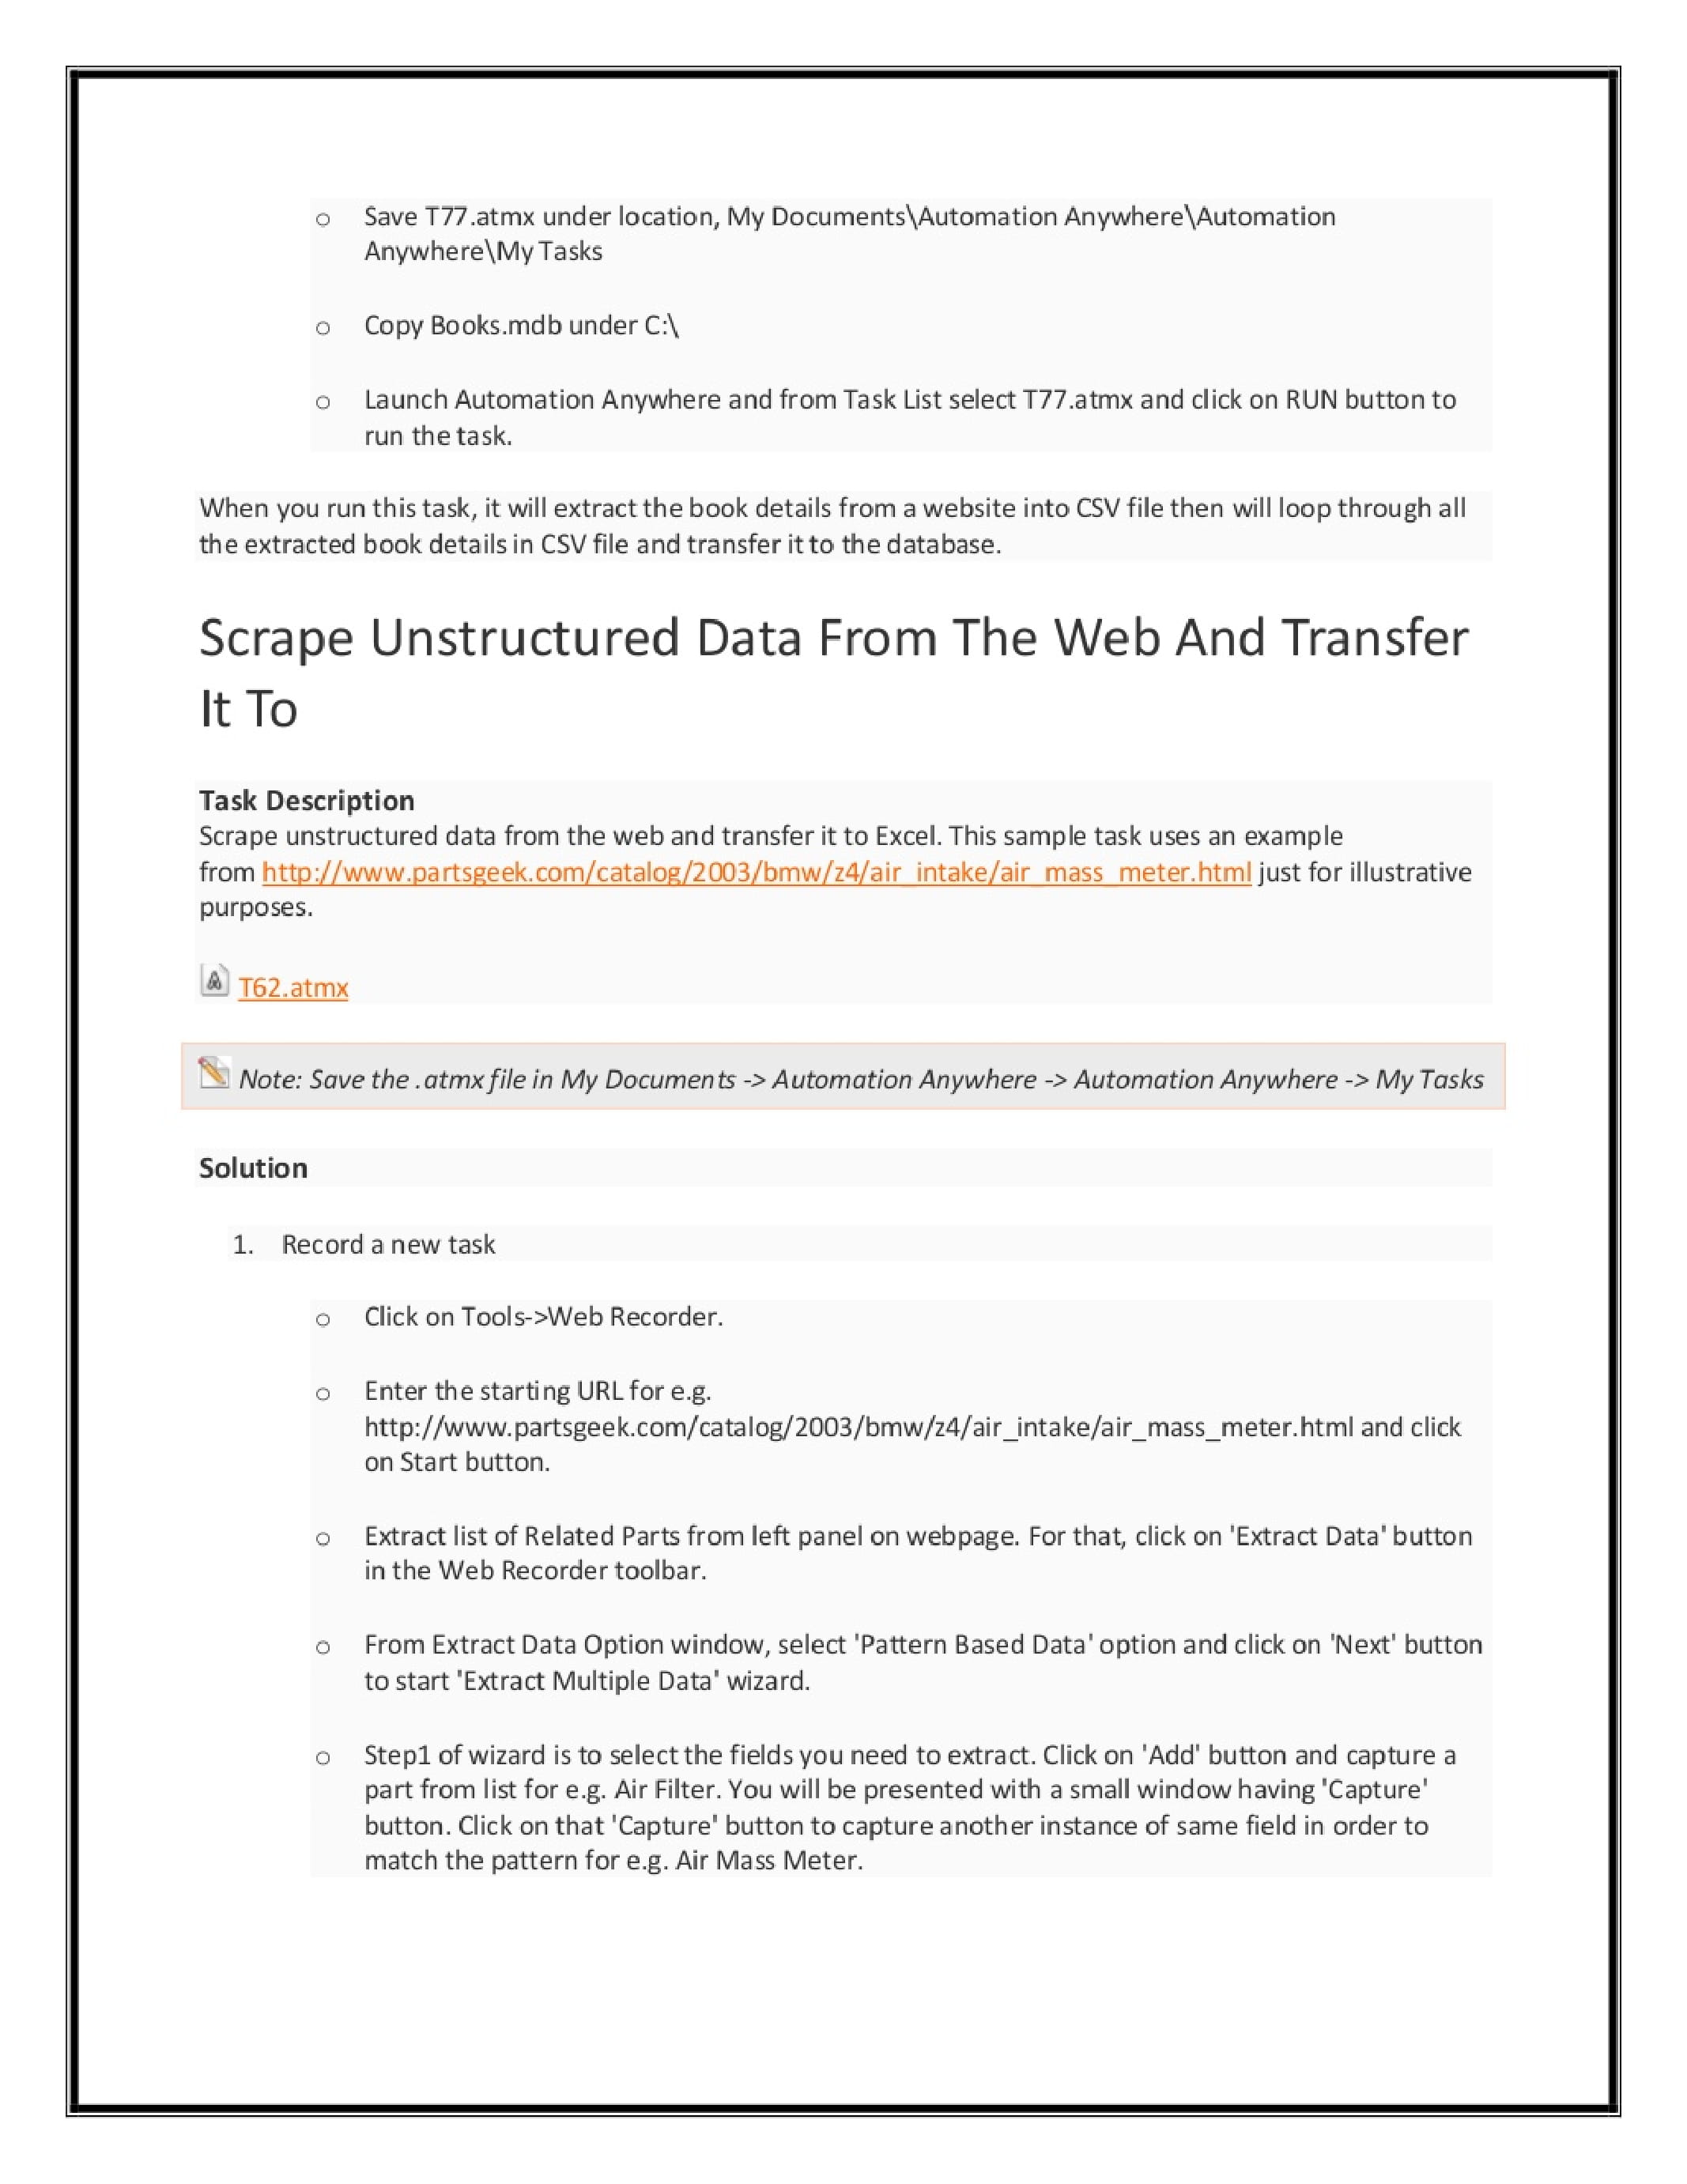 o Save T77.atmx under location, My Documents\Automation Anywhere\Automation
Anywhere\My Tasks
o Copy Books.mdb under C:\
o Launch Automation Anywhere and from Task List select T77.atmx and click on RUN button to
run the task.
When you run this task, it will extract the book details from a website into CSV file then will loop through all
the extracted book details in CSV file and transfer it to the database.
Scrape Unstructured Data From The Web And Transfer
It To
Task Description
Scrape unstructured data from the web and transfer it to Excel. This sample task uses an example
from http://www.partsgeek.com/catalog/2003/bmw/z4/air_intake/air_mass_meter.html just for illustrative
purposes.
T62.atmx
Note: Save the .atmx file in My Documents -> Automation Anywhere -> Automation Anywhere -> My Tasks
Solution
1. Record a new task
o Click on Tools->Web Recorder.
o Enter the starting URL for e.g.
http://www.partsgeek.com/catalog/2003/bmw/z4/air_intake/air_mass_meter.html and click
on Start button.
o Extract list of Related Parts from left panel on webpage. For that, click on 'Extract Data' button
in the Web Recorder toolbar.
o From Extract Data Option window, select 'Pattern Based Data' option and click on 'Next' button
to start 'Extract Multiple Data' wizard.
o Step1 of wizard is to select the fields you need to extract. Click on 'Add' button and capture a
part from list for e.g. Air Filter. You will be presented with a small window having 'Capture'
button. Click on that 'Capture' button to capture another instance of same field in order to
match the pattern for e.g. Air Mass Meter.